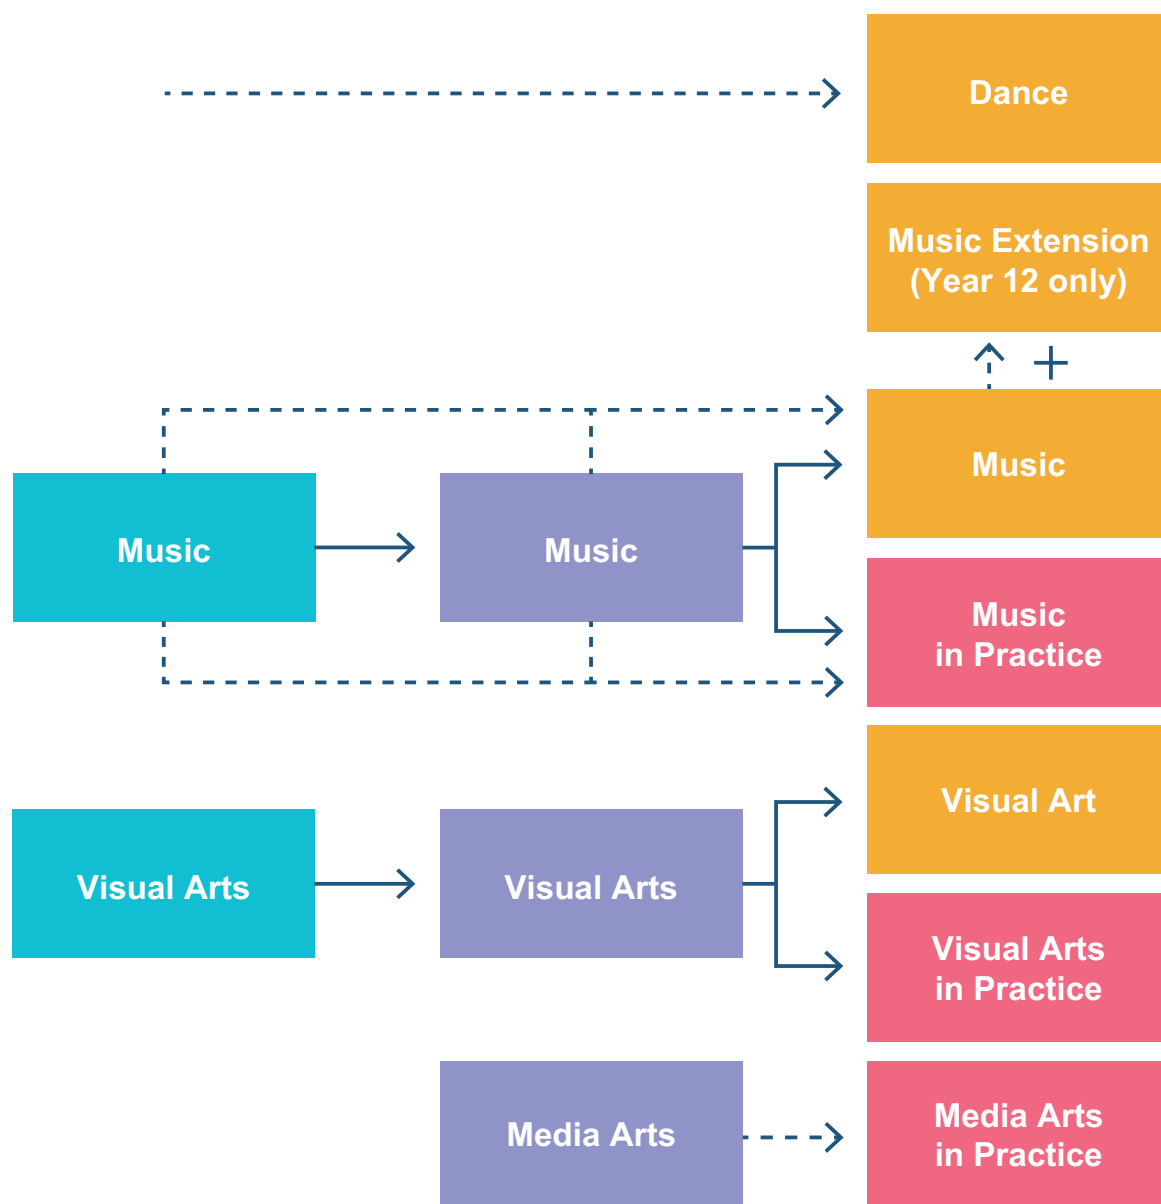 Dance
Music Extension
(Year 12 only)
+
Music
Music
Music
Music
in Practice
Visual Art
Visual Arts
Visual Arts
Visual Arts
in Practice
Media Arts
Media Arts
in Practice